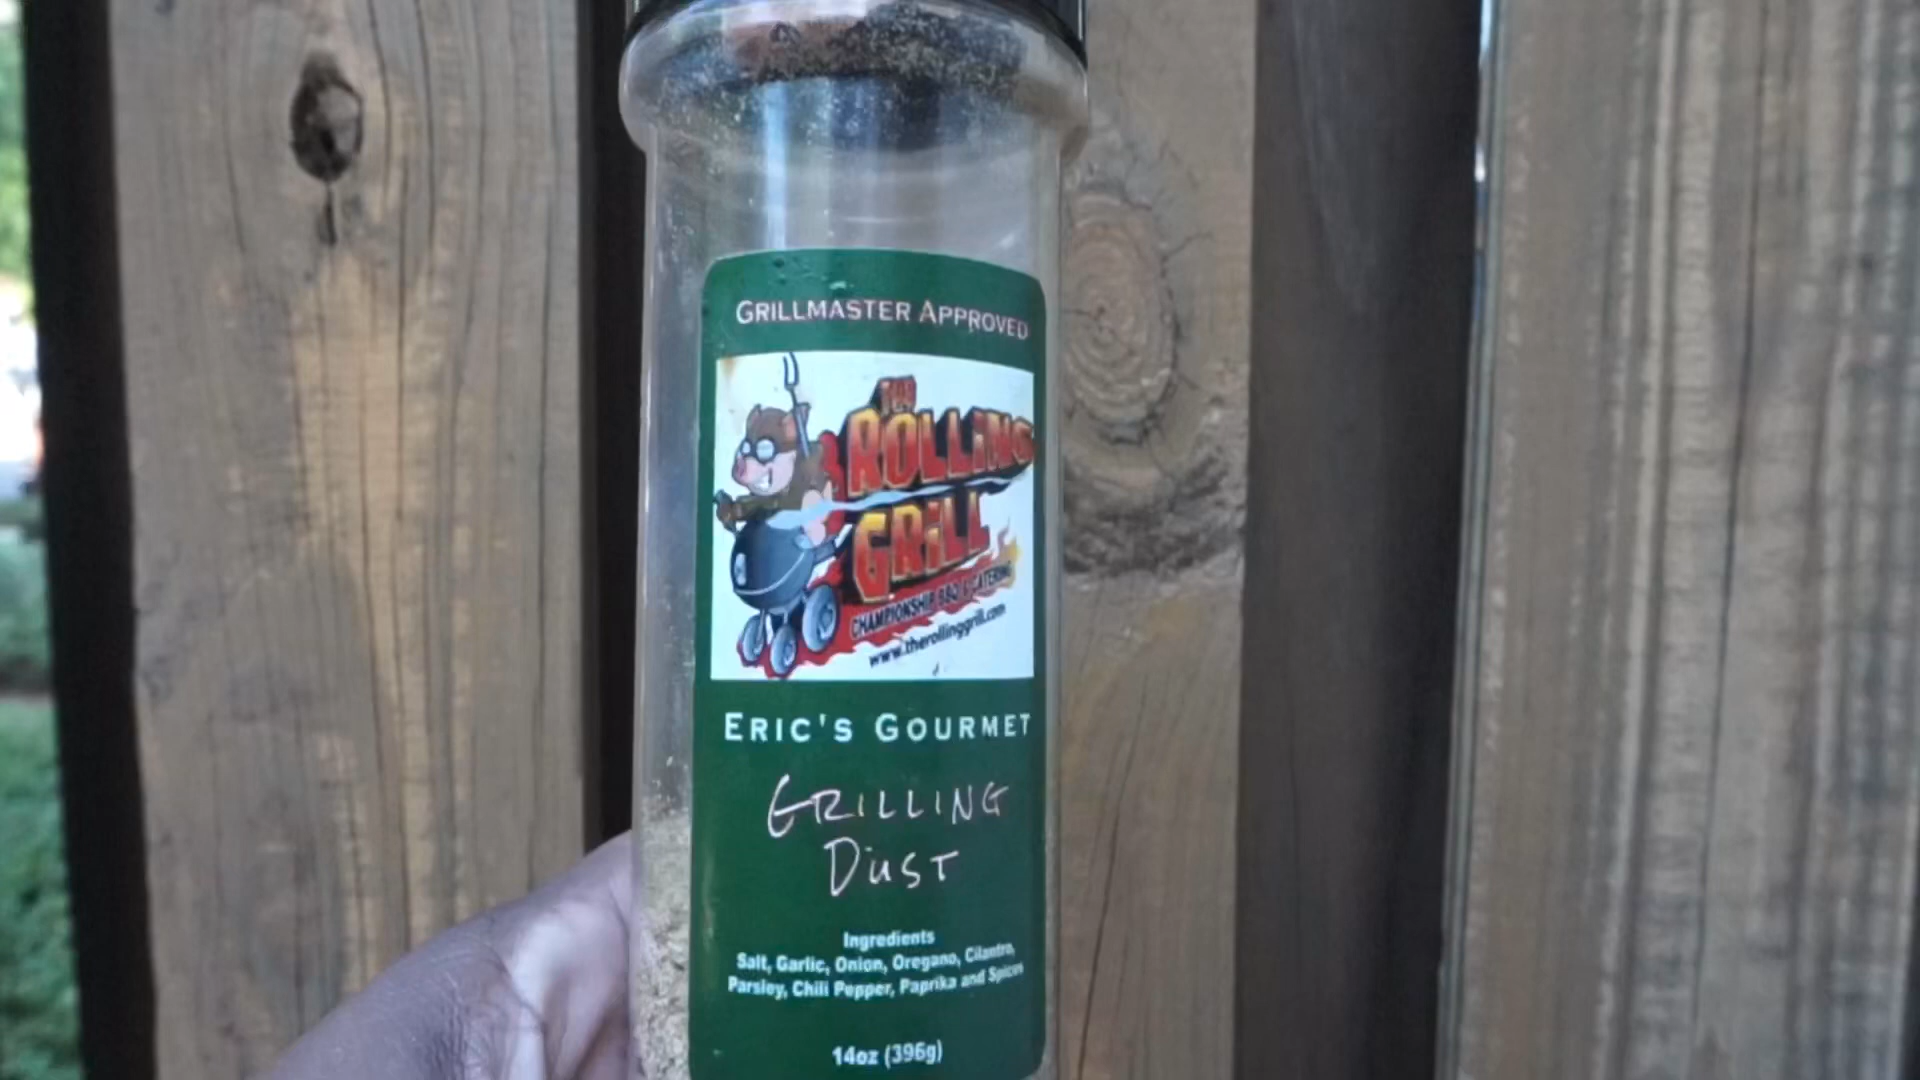 GRILLMASTER APPROVED
THE
ROLLING
GRILL
CHAMPIONSHIP BBQ & CATERING
www.therollinggrill.com
ERIC'S GOURMET
GRILLING
DUST
Ingredients
Salt, Garlic, Onion, Oregano, Cilantro,
Parsley, Chili Pepper, Paprika and Spices
14oz (396g)